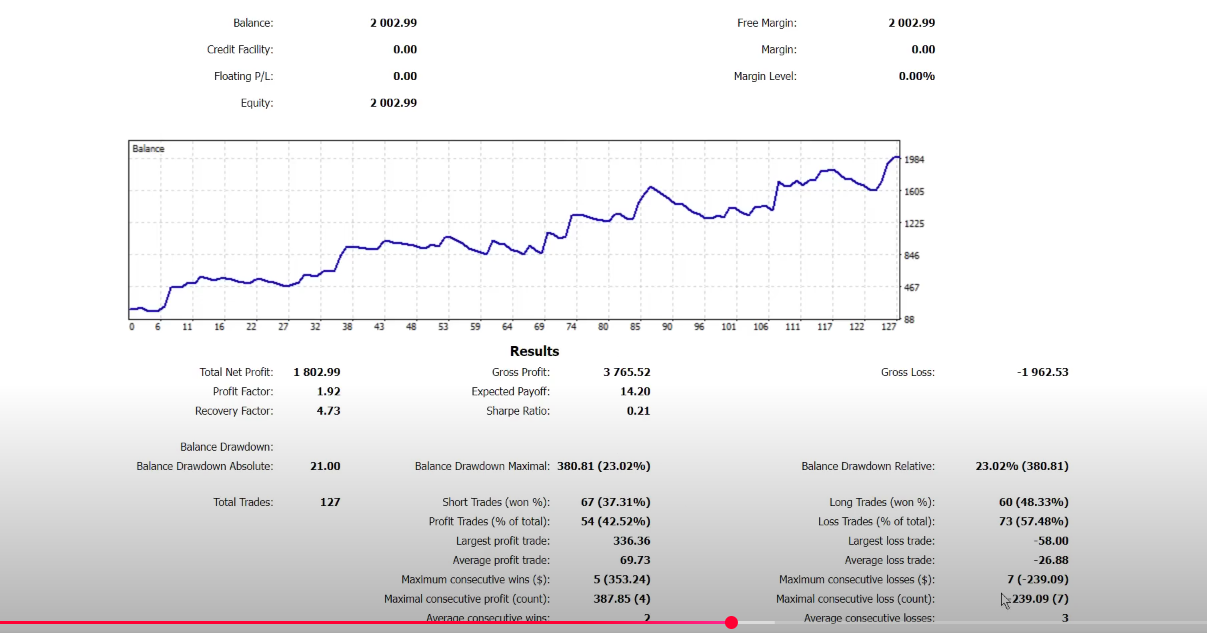 Balance: 2 002.99 Free Margin: 2 002.99
Credit Facility: 0.00 Margin: 0.00
Floating P/L: 0.00 Margin Level: 0.00%
Equity: 2 002.99
Balance
1984
1605
1225
846
467
88
0 6 11 16 22 27 32 38 43 48 53 59 64 69 74 80 85 90 96 101 106 111 117 122 127
Results
Total Net Profit: 1 802.99 Gross Profit: 3 765.52 Gross Loss: -1 962.53
Profit Factor: 1.92 Expected Payoff: 14.20
Recovery Factor: 4.73 Sharpe Ratio: 0.21
Balance Drawdown:
Balance Drawdown Absolute: 21.00 Balance Drawdown Maximal: 380.81 (23.02%) Balance Drawdown Relative: 23.02% (380.81)
Total Trades: 127 Short Trades (won %): 67 (37.31%) Long Trades (won %): 60 (48.33%)
Profit Trades (% of total): 54 (42.52%) Loss Trades (% of total): 73 (57.48%)
Largest profit trade: 336.36 Largest loss trade: -58.00
Average profit trade: 69.73 Average loss trade: -26.88
Maximum consecutive wins ($): 5 (353.24) Maximum consecutive losses ($): 7 (-239.09)
Maximal consecutive profit (count): 387.85 (4) Maximal consecutive loss (count): -239.09 (7)
Average consecutive wins: 2 Average consecutive losses: 3